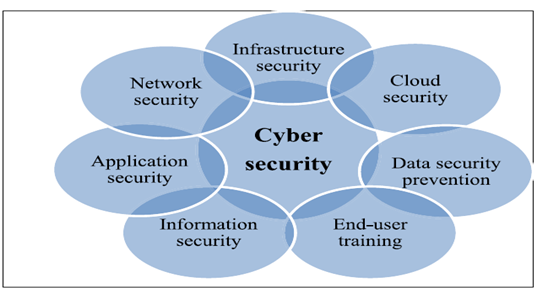 Infrastructure
security
Cloud
security
Data security
prevention
End-user
training
Information
security
Application
security
Network
security
Cyber
security